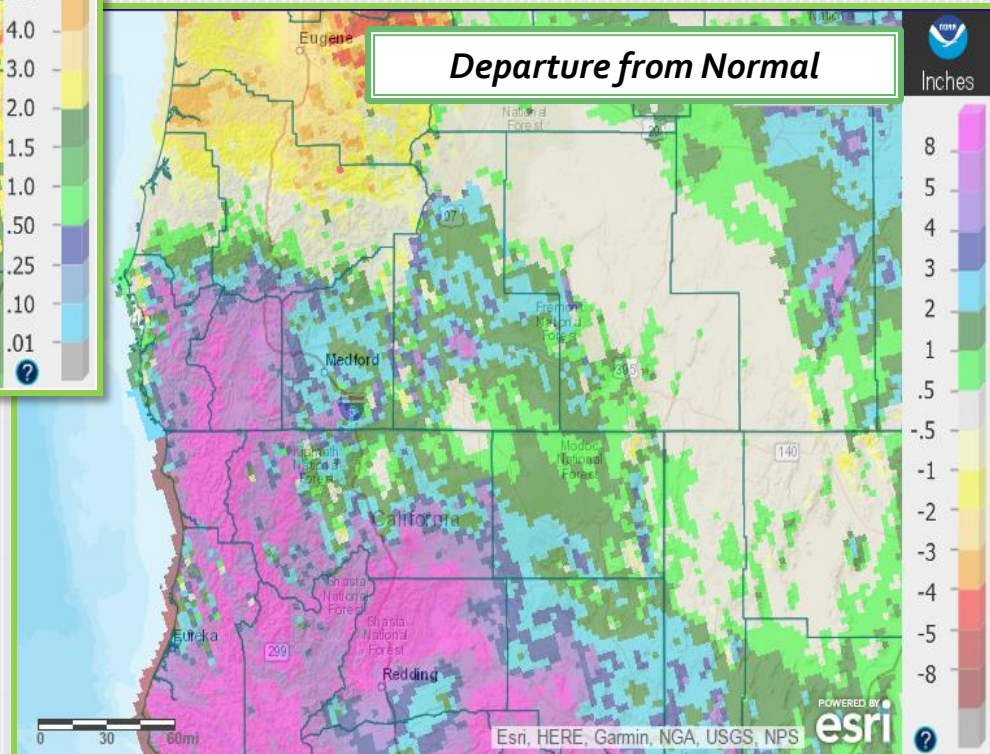 4.0
3.0
2.0
1.5
1.0
.50
.25
.10
.01
?
Departure from Normal
NOAA
Inches
8
5
4
3
2
1
.5
-.5
-1
-2
-3
-4
-5
-8
?
Eugene
National
National
Forest
20
97
Fremont
National
Forest
Medford
5
395
Klamath
National
Forest
Modoc
National
Forest
140
California
Shasta
National
Forest
Shasta
National
Forest
Eureka
299
Redding
0 30 60mi
Esri, HERE, Garmin, NGA, USGS, NPS
POWERED BY
esri